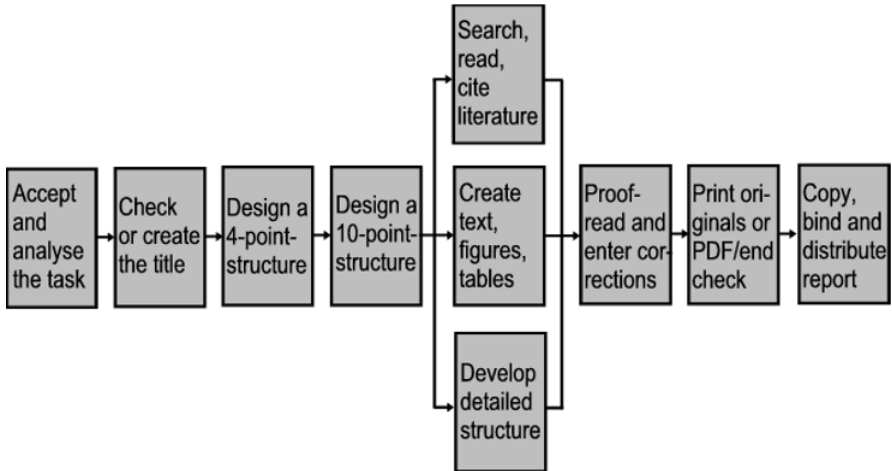 Accept
and
analyse
the task
Check
or create
the title
Design a
4-point-
structure
Design a
10-point-
structure
Search,
read,
cite
literature
Create
text,
figures,
tables
Develop
detailed
structure
Proof-
read and
enter cor-
rections
Print ori-
ginals or
PDF/end
check
Copy,
bind and
distribute
report